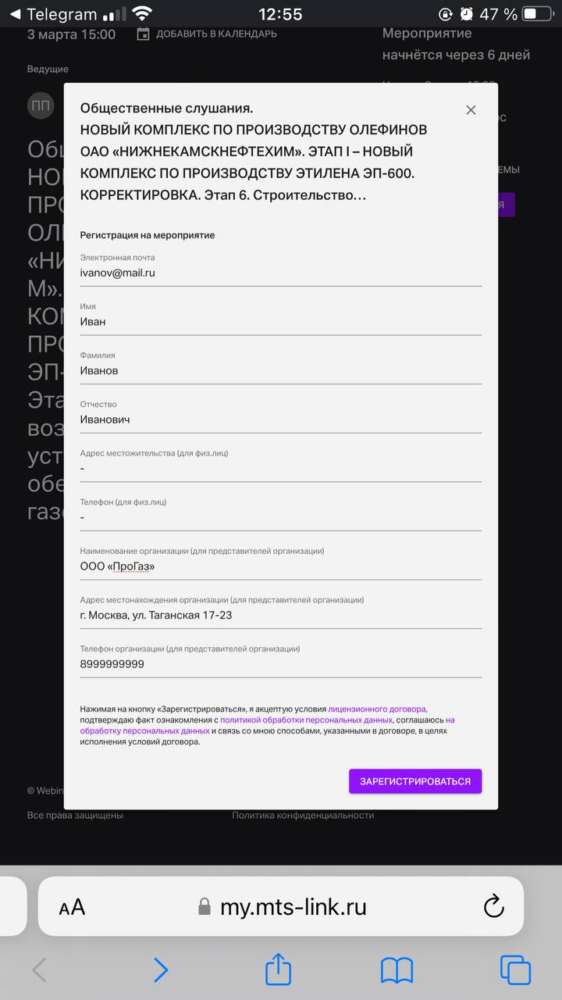 Telegram
12:55
47 %
3 марта 15:00
ДОБАВИТЬ В КАЛЕНДАРЬ
Мероприятие
начнётся через 6 дней
Ведущие
ПП
Общественные слушания.
НОВЫЙ КОМПЛЕКС ПО ПРОИЗВОДСТВУ ОЛЕФИНОВ
ОАО «НИЖНЕКАМСКНЕФТЕХИМ». ЭТАП I – НОВЫЙ
КОМПЛЕКС ПО ПРОИЗВОДСТВУ ЭТИЛЕНА ЭП-600.
КОРРЕКТИРОВКА. Этап 6. Строительство...
Регистрация на мероприятие
Электронная почта
ivanov@mail.ru
Имя
Иван
Фамилия
Иванов
Отчество
Иванович
Адрес местожительства (для физ.лиц)
-
Телефон (для физ.лиц)
-
Наименование организации (для представителей организации)
ООО «ПроГаз»
Адрес местонахождения организации (для представителей организации)
г. Москва, ул. Таганская 17-23
Телефон организации (для представителей организации)
8999999999
Нажимая на кнопку «Зарегистрироваться», я акцептую условия лицензионного договора,
подтверждаю факт ознакомления с политикой обработки персональных данных, соглашаюсь на
обработку персональных данных и связь со мною способами, указанными в договоре, в целях
исполнения условий договора.
ЗАРЕГИСТРИРОВАТЬСЯ
© Webin
Все права защищены
Политика конфиденциальности
AA
my.mts-link.ru